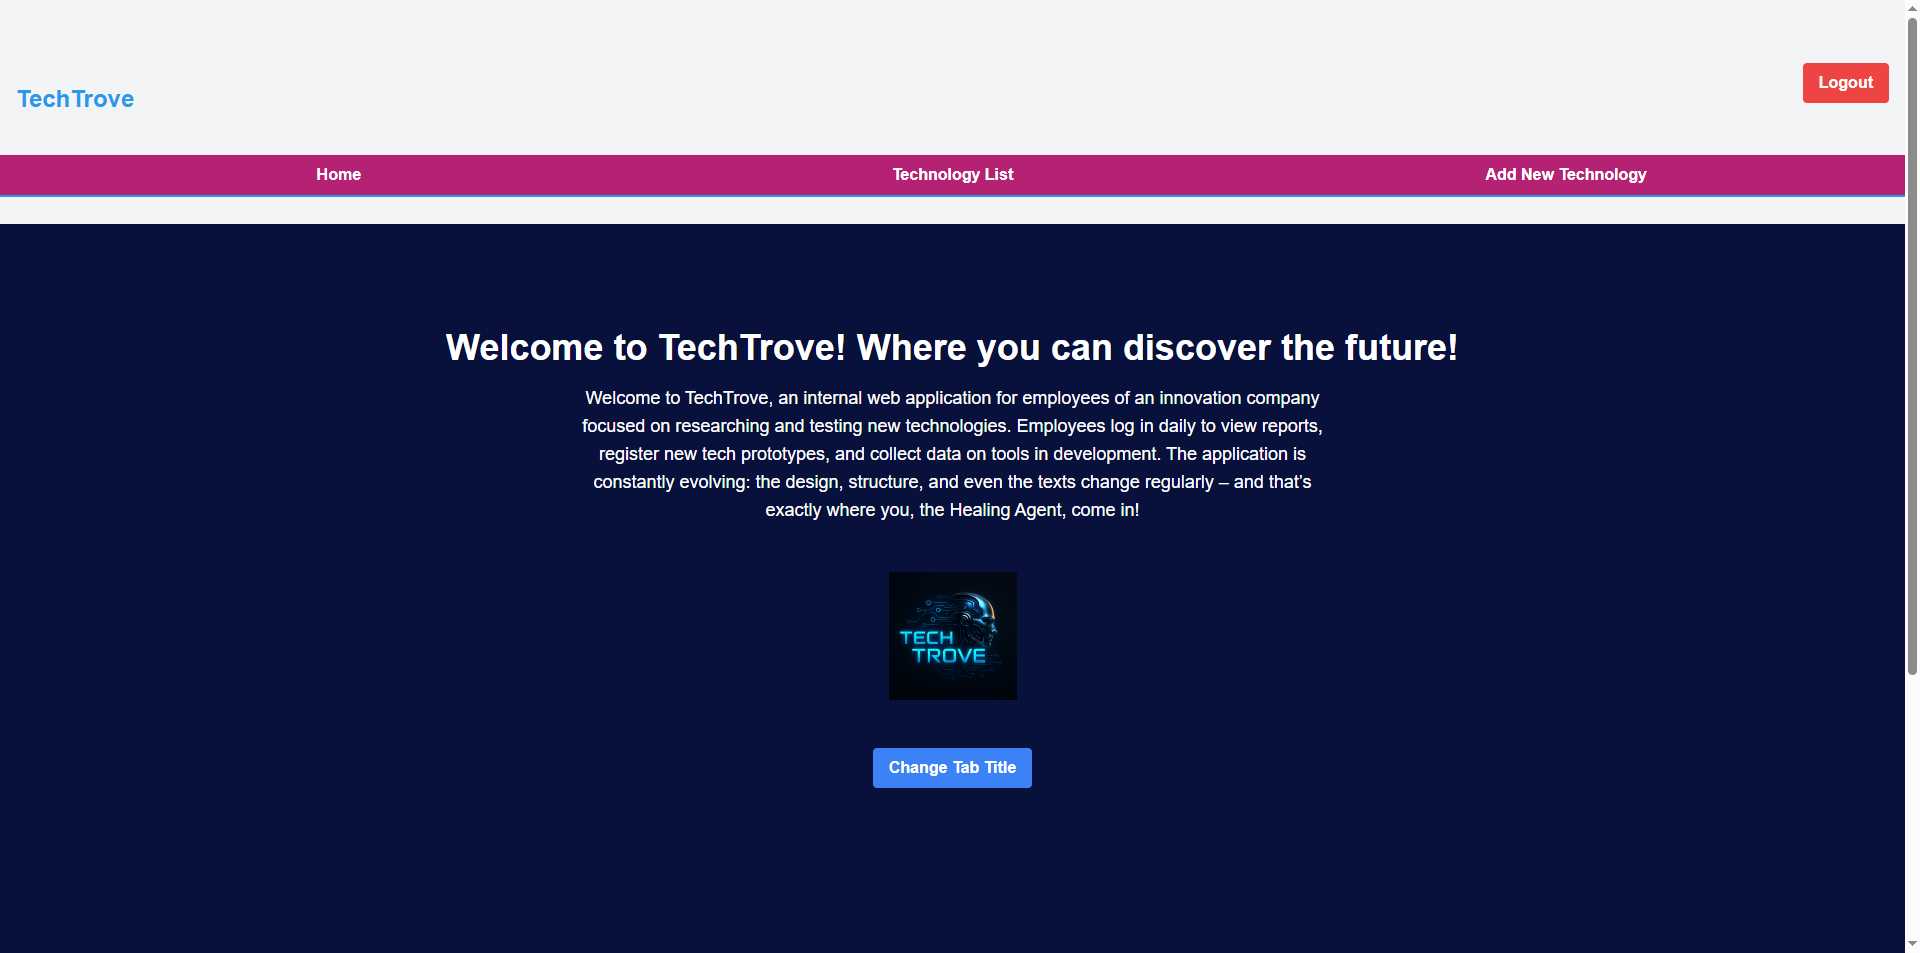 TechTrove
Logout
Home
Technology List
Add New Technology
Welcome to TechTrove! Where you can discover the future!
Welcome to TechTrove, an internal web application for employees of an innovation company
focused on researching and testing new technologies. Employees log in daily to view reports,
register new tech prototypes, and collect data on tools in development. The application is
constantly evolving: the design, structure, and even the texts change regularly – and that's
exactly where you, the Healing Agent, come in!
TECH
TROVE
Change Tab Title